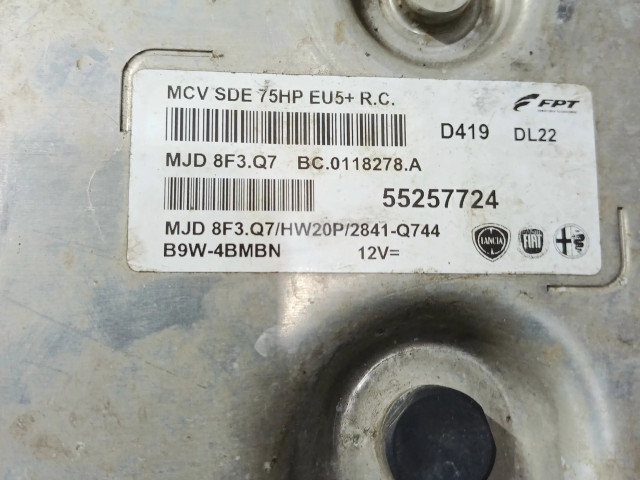 MCV SDE 75HP EU5+ R.C.
FPT
D419 DL22
MJD 8F3.Q7 BC.0118278.A
55257724
MJD 8F3.Q7/HW20P/2841-Q744
B9W-4BMBN 12V=
LANCIA FIAT